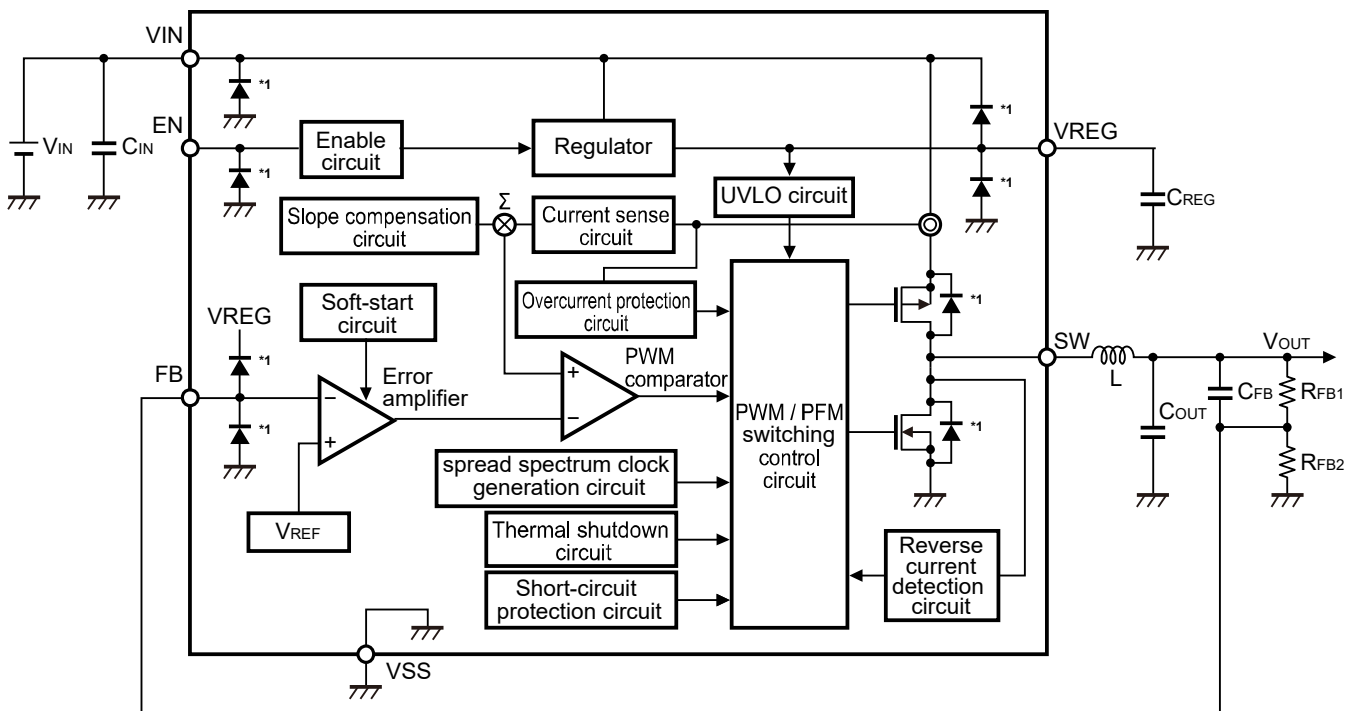 VIN
*1
*1
EN
Enable
circuit
Regulator
VREG
VIN
CIN
*1
*1
UVLO circuit
CREG
Σ
Slope compensation
circuit
Current sense
circuit
Overcurrent protection
circuit
*1
Soft-start
circuit
VREG
*1
FB
Error
amplifier
PWM
comparator
SW
L
VOUT
CFB
RFB1
COUT
−
+
+
−
*1
PWM / PFM
switching
control
circuit
*1
RFB2
spread spectrum clock
generation circuit
VREF
Thermal shutdown
circuit
Reverse
current
detection
circuit
Short-circuit
protection circuit
VSS